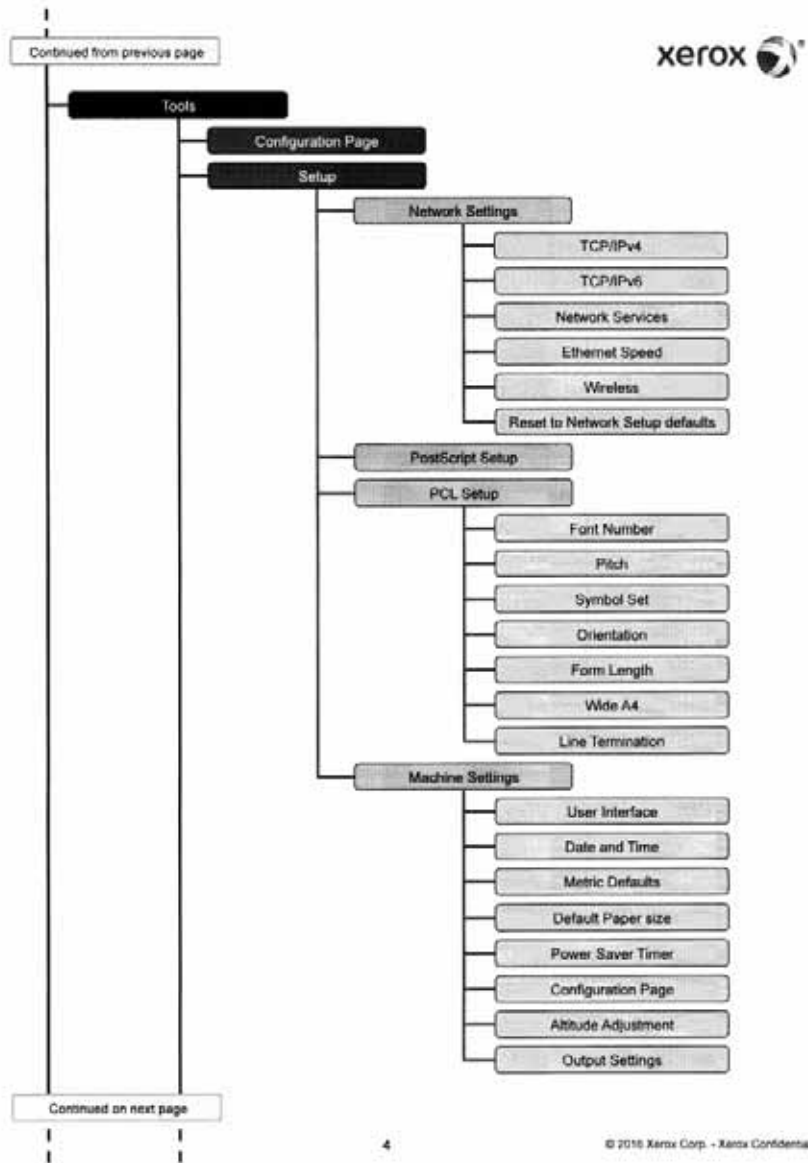 Continued from previous page
xerox
Tools
Configuration Page
Setup
Network Settings
TCP/IPv4
TCP/IPv6
Network Services
Ethernet Speed
Wireless
Reset to Network Setup defaults
PostScript Setup
PCL Setup
Font Number
Pitch
Symbol Set
Orientation
Form Length
Wide A4
Line Termination
Machine Settings
User Interface
Date and Time
Metric Defaults
Default Paper size
Power Saver Timer
Configuration Page
Altitude Adjustment
Output Settings
Continued on next page
4
© 2016 Xerox Corp. - Xerox Confidential